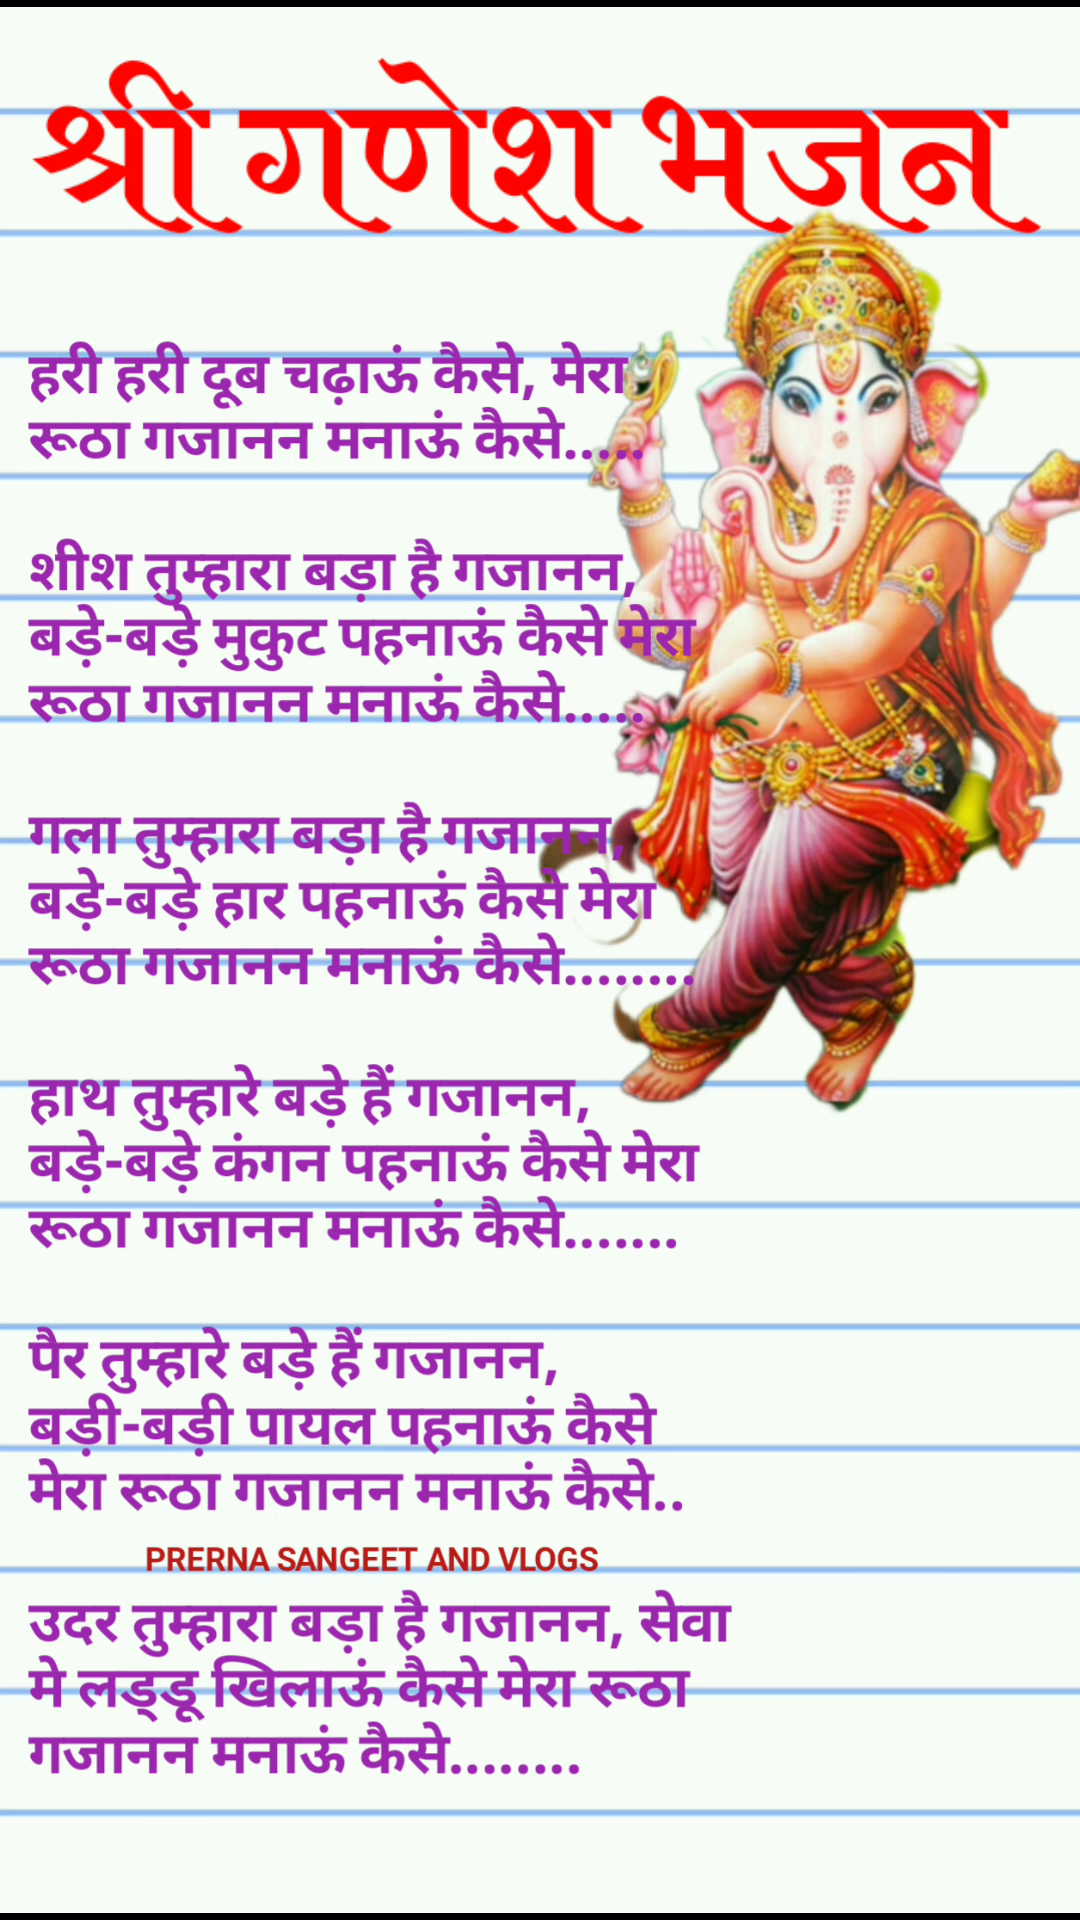 श्री गणेश भजन
हरी हरी दूब चढ़ाऊं कैसे, मेरा
रूठा गजानन मनाऊं कैसे.....
शीश तुम्हारा बड़ा है गजानन,
बड़े-बड़े मुकुट पहनाऊं कैसे मेरा
रूठा गजानन मनाऊं कैसे.....
गला तुम्हारा बड़ा है गजानन,
बड़े-बड़े हार पहनाऊं कैसे मेरा
रूठा गजानन मनाऊं कैसे........
हाथ तुम्हारे बड़े हैं गजानन,
बड़े-बड़े कंगन पहनाऊं कैसे मेरा
रूठा गजानन मनाऊं कैसे.......
पैर तुम्हारे बड़े हैं गजानन,
बड़ी-बड़ी पायल पहनाऊं कैसे
मेरा रूठा गजानन मनाऊं कैसे..
PRERNA SANGEET AND VLOGS
उदर तुम्हारा बड़ा है गजानन, सेवा
मे लड्डू खिलाऊं कैसे मेरा रूठा
गजानन मनाऊं कैसे........